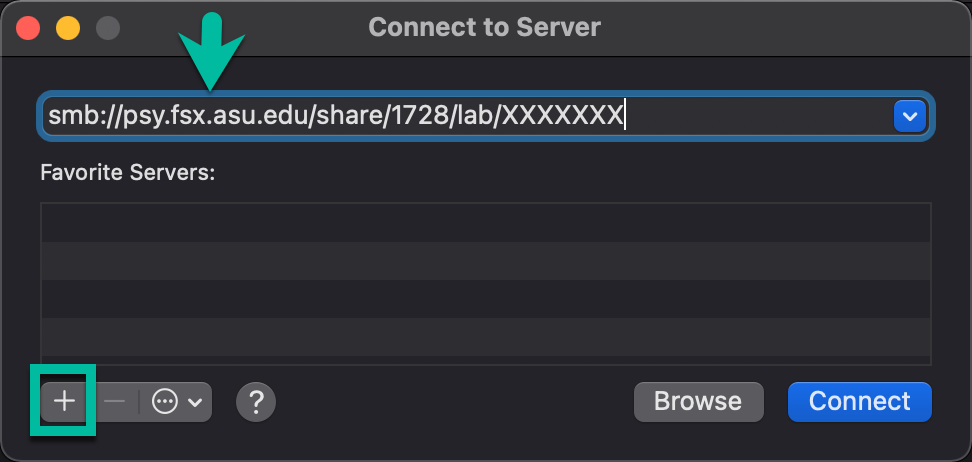 Connect to Server
smb://psy.fsx.asu.edu/share/1728/lab/XXXXXXX
Favorite Servers:
+ − ? Browse Connect